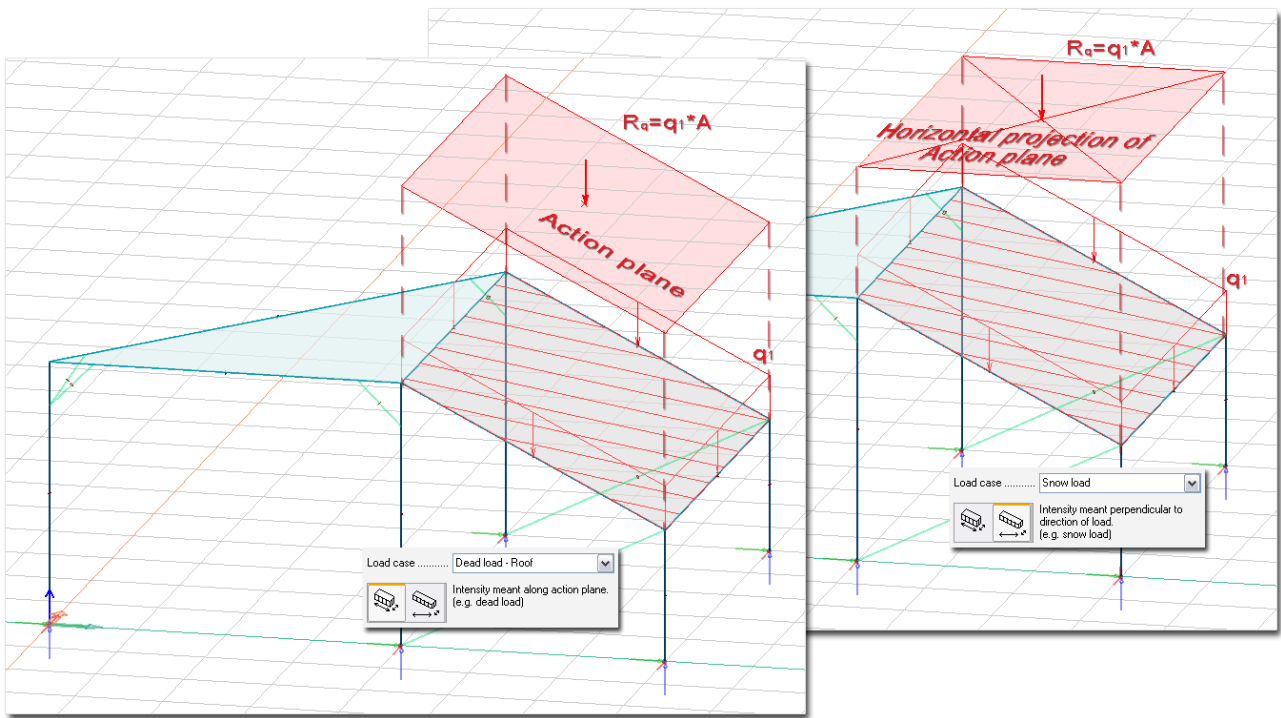 Rq=q1*A
Action plane
q1
Load case .......... Dead load - Roof
Intensity meant along action plane.
(e.g. dead load)
Rq=q1*A
Horizontal projection of
Action plane
q1
Load case .......... Snow load
Intensity meant perpendicular to
direction of load.
(e.g. snow load)